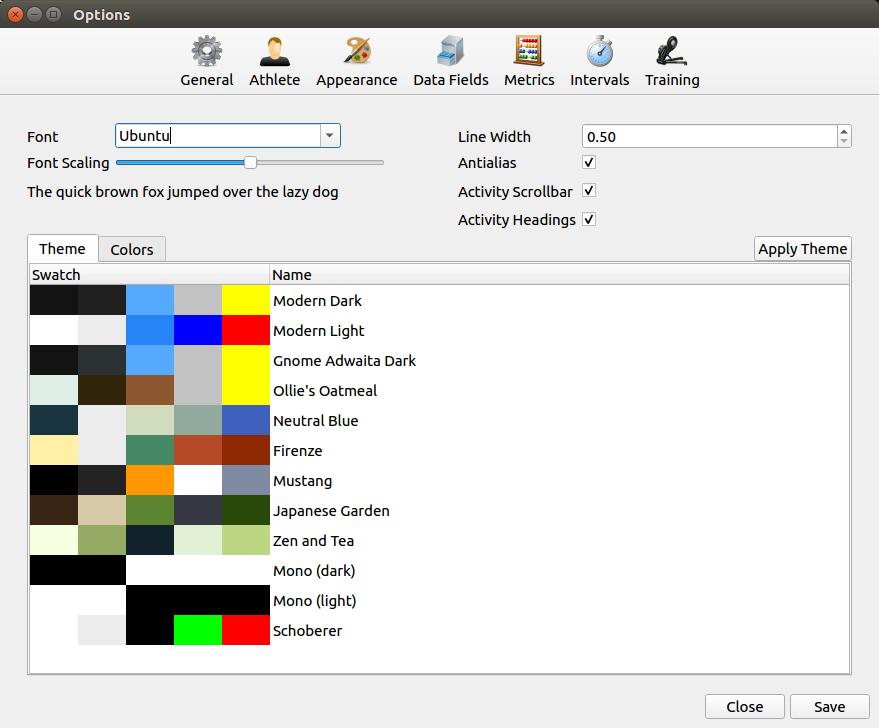 Options
General Athlete Appearance Data Fields Metrics Intervals Training
Font Ubuntu Line Width 0.50
Font Scaling Antialias
The quick brown fox jumped over the lazy dog Activity Scrollbar
Activity Headings
Theme Colors Apply Theme
Swatch Name
Modern Dark
Modern Light
Gnome Adwaita Dark
Ollie's Oatmeal
Neutral Blue
Firenze
Mustang
Japanese Garden
Zen and Tea
Mono (dark)
Mono (light)
Schoberer
Close Save